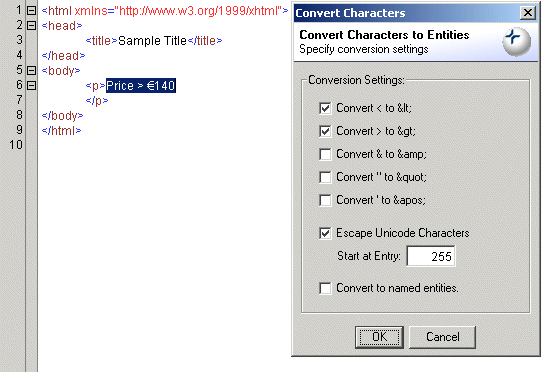 1 <html xmlns="http://www.w3.org/1999/xhtml">
2 <head>
3 <title>Sample Title</title>
4 </head>
5 <body>
6 <p>Price > €140
7 </p>
8 </body>
9 </html>
10
Convert Characters
Convert Characters to Entities
Specify conversion settings
Conversion Settings:
Convert < to &lt;
Convert > to &gt;
Convert & to &amp;
Convert " to &quot;
Convert ' to &apos;
Escape Unicode Characters
Start at Entry: 255
Convert to named entities.
OK Cancel